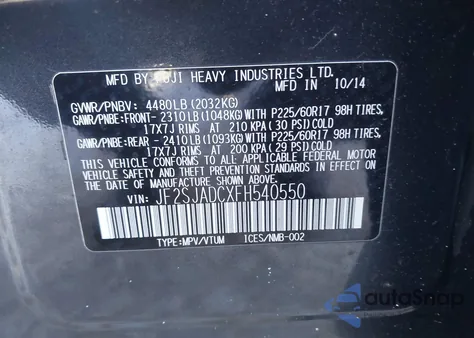 MFD. BY FUJI HEAVY INDUSTRIES LTD.
IN 10/14
GVWR/PNBV: 4480LB (2032KG)
GAWR/PNBE:FRONT- 2310LB (1048KG)WITH P225/60R17 98H TIRES,
17X7J RIMS AT 210 KPA (30 PSI)COLD
GAWR/PNBE:REAR - 2410LB (1093KG)WITH P225/60R17 98H TIRES,
17X7J RIMS AT 200 KPA (29 PSI)COLD
THIS VEHICLE CONFORMS TO ALL APPLICABLE FEDERAL MOTOR
VEHICLE SAFETY, BUMPER, AND THEFT PREVENTION STANDARDS
IN EFFECT ON THE DATE OF MANUFACTURE SHOWN ABOVE.
VIN: JF2SJADCXFH540550
TYPE:MPV/VTUM ICES/NMB-002
autoSnap